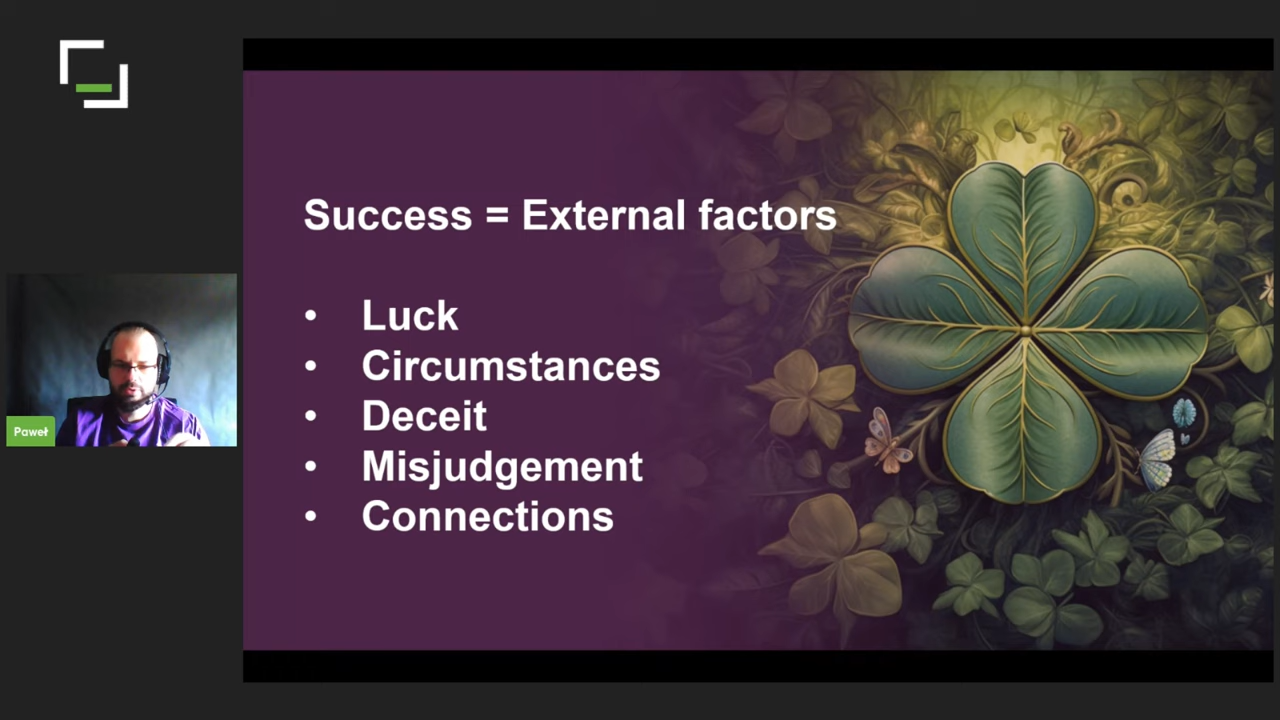 Success = External factors
• Luck
• Circumstances
• Deceit
• Misjudgement
• Connections
Paweł